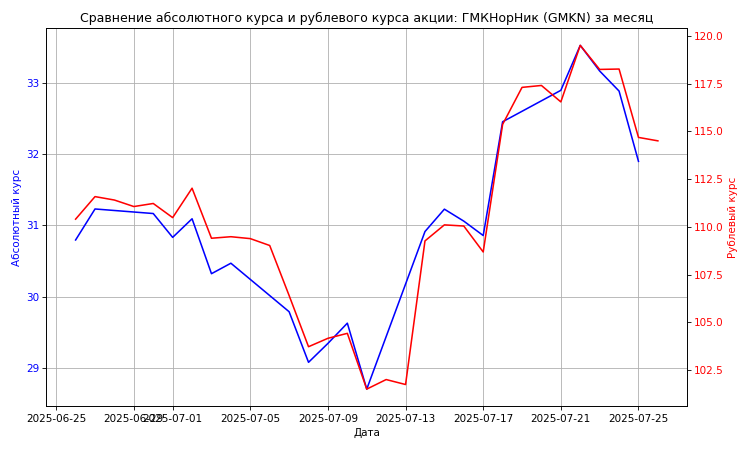 Сравнение абсолютного курса и рублевого курса акции: ГМКНорНик (GMKN) за месяц
Абсолютный курс
33
32
31
30
29
120.0
117.5
115.0
112.5
110.0
107.5
105.0
102.5
Рублевый курс
2025-06-25 2025-06-29 2025-07-01 2025-07-05 2025-07-09 2025-07-13 2025-07-17 2025-07-21 2025-07-25
Дата